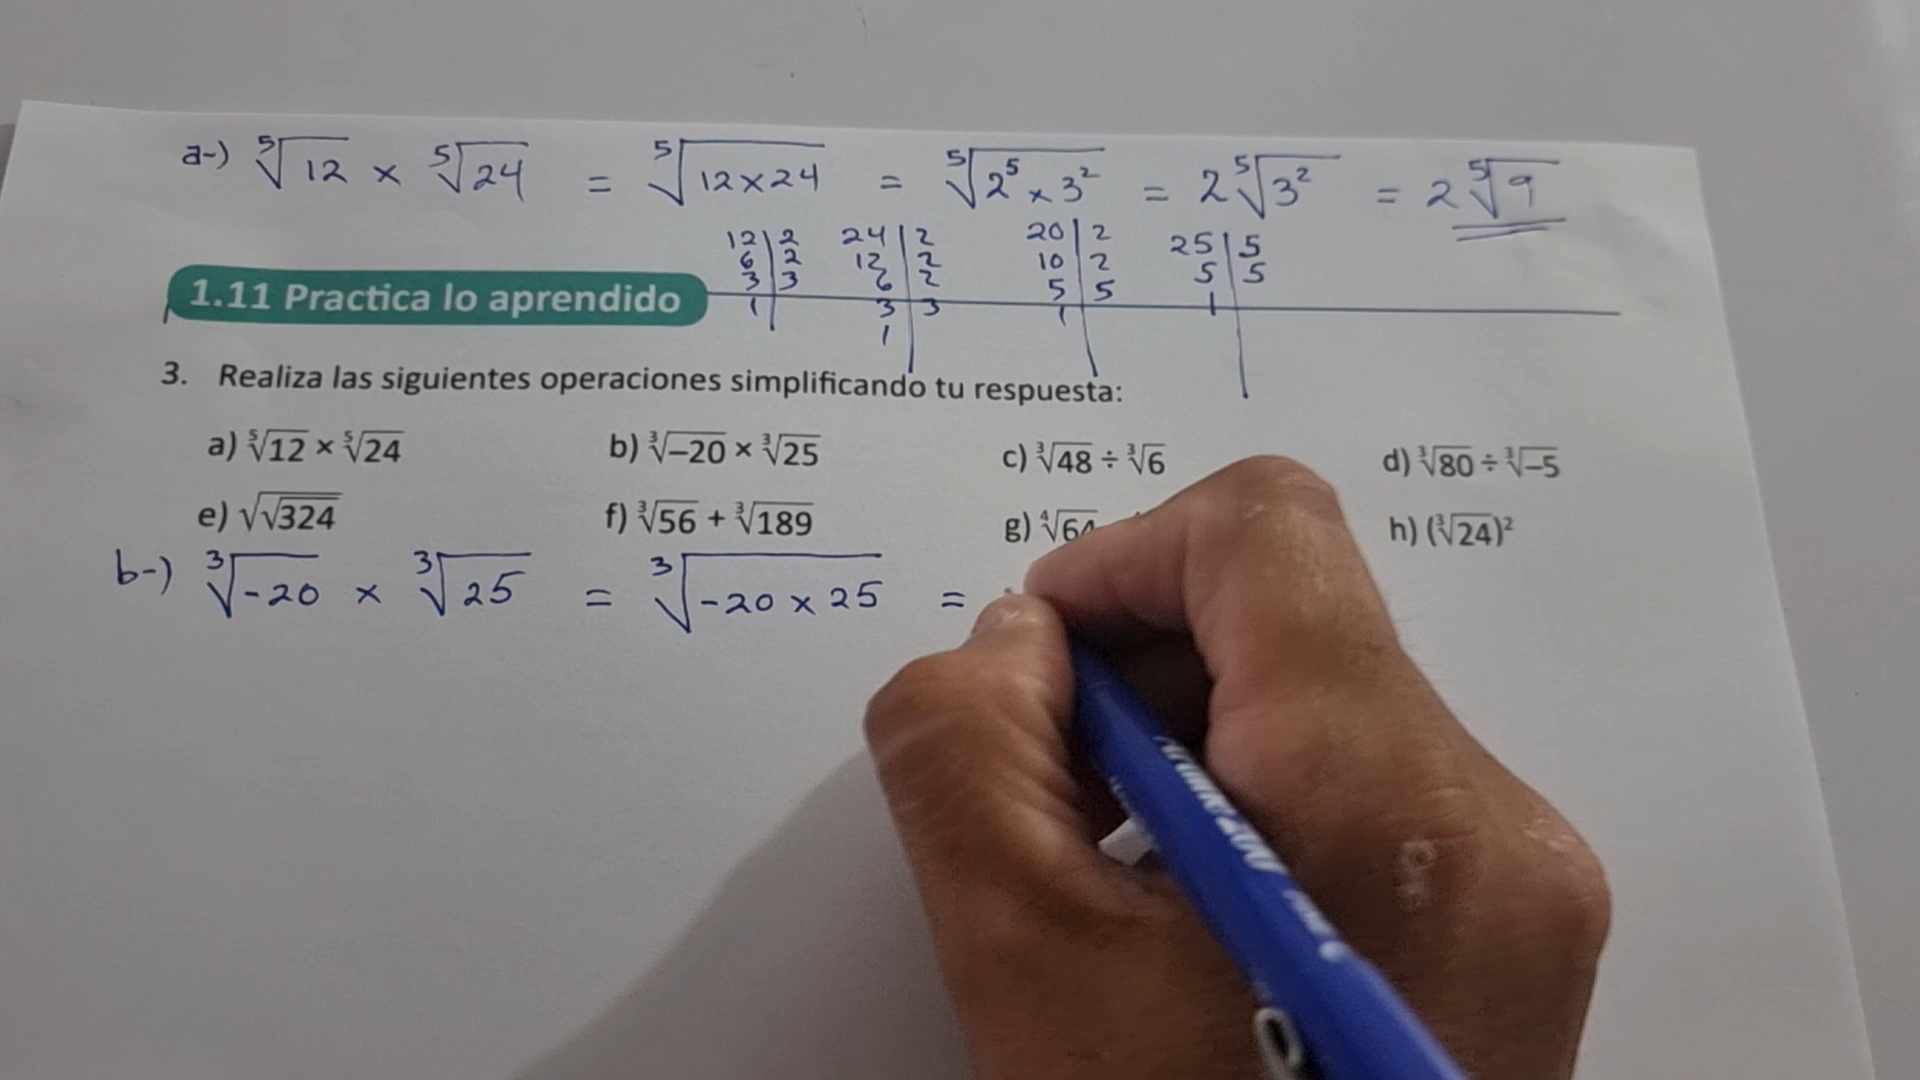 a-) ⁵√12 × ⁵√24 = ⁵√12×24 = ⁵√2⁵×3² = 2⁵√3² = 2⁵√9
12|2 24|2 20|2 25|5
6|2 12|2 10|2 5|5
3|3 6|2 5|5 1
1 3|3 1
1
1.11 Practica lo aprendido
3. Realiza las siguientes operaciones simplificando tu respuesta:
a) ⁵√12 × ⁵√24 b) ³√−20 × ³√25 c) ³√48 ÷ ³√6 d) ³√80 ÷ ³√−5
e) √√324 f) ³√56 + ³√189 g) ⁴√64 h) (³√24)²
b-) ³√-20 × ³√25 = ³√-20×25 =